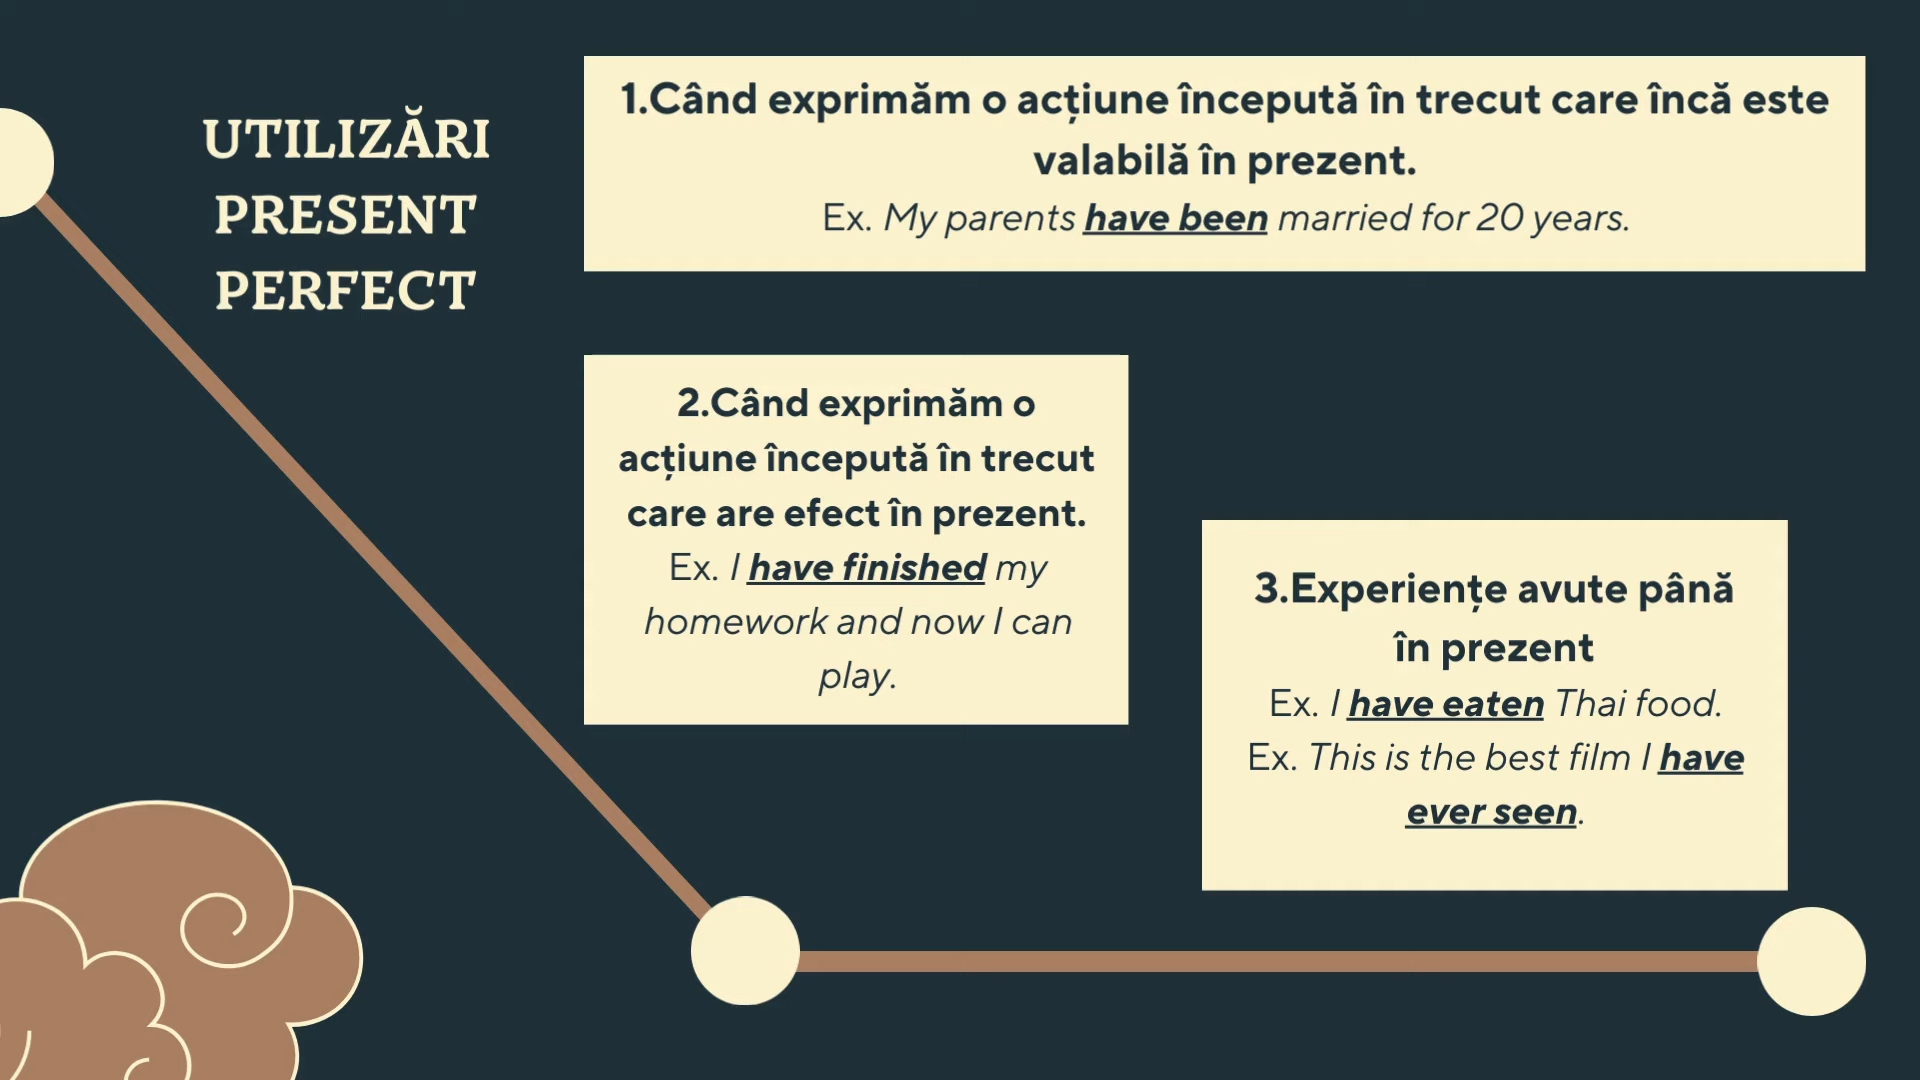 UTILIZĂRI
PRESENT
PERFECT
1.Când exprimăm o acțiune începută în trecut care încă este
valabilă în prezent.
Ex. My parents have been married for 20 years.
2.Când exprimăm o
acțiune începută în trecut
care are efect în prezent.
Ex. I have finished my
homework and now I can
play.
3.Experiențe avute până
în prezent
Ex. I have eaten Thai food.
Ex. This is the best film I have
ever seen.